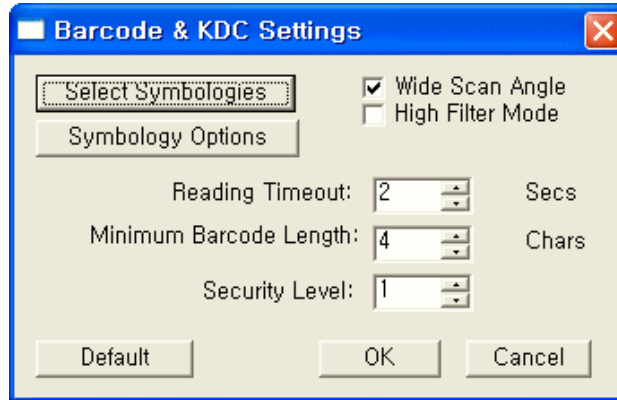 Barcode & KDC Settings
Select Symbologies
Wide Scan Angle
High Filter Mode
Symbology Options
Reading Timeout: 2 Secs
Minimum Barcode Length: 4 Chars
Security Level: 1
Default OK Cancel